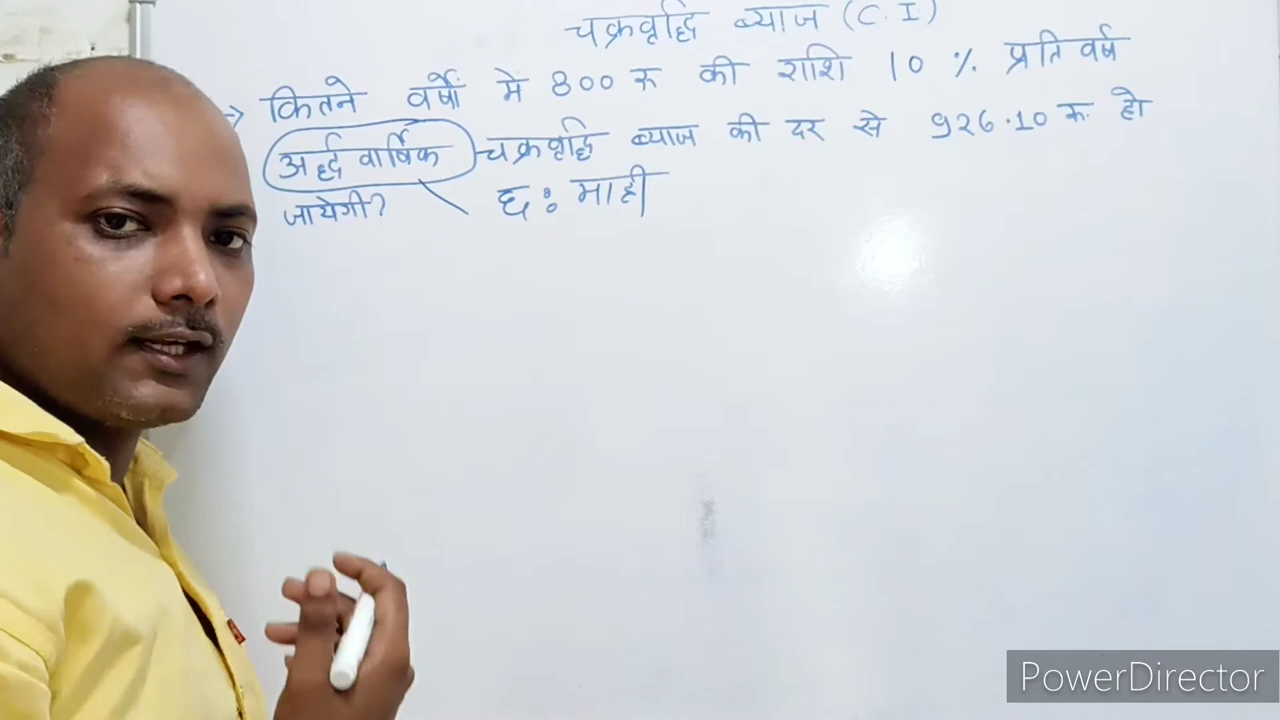 चक्रवृद्धि ब्याज (C.I)
→ कितने वर्षों में 800 रू की राशि 10 % प्रति वर्ष
अर्द्ध वार्षिक चक्रवृद्धि ब्याज की दर से 926.10 रू. हो
जायेगी?
छ: माही
PowerDirector